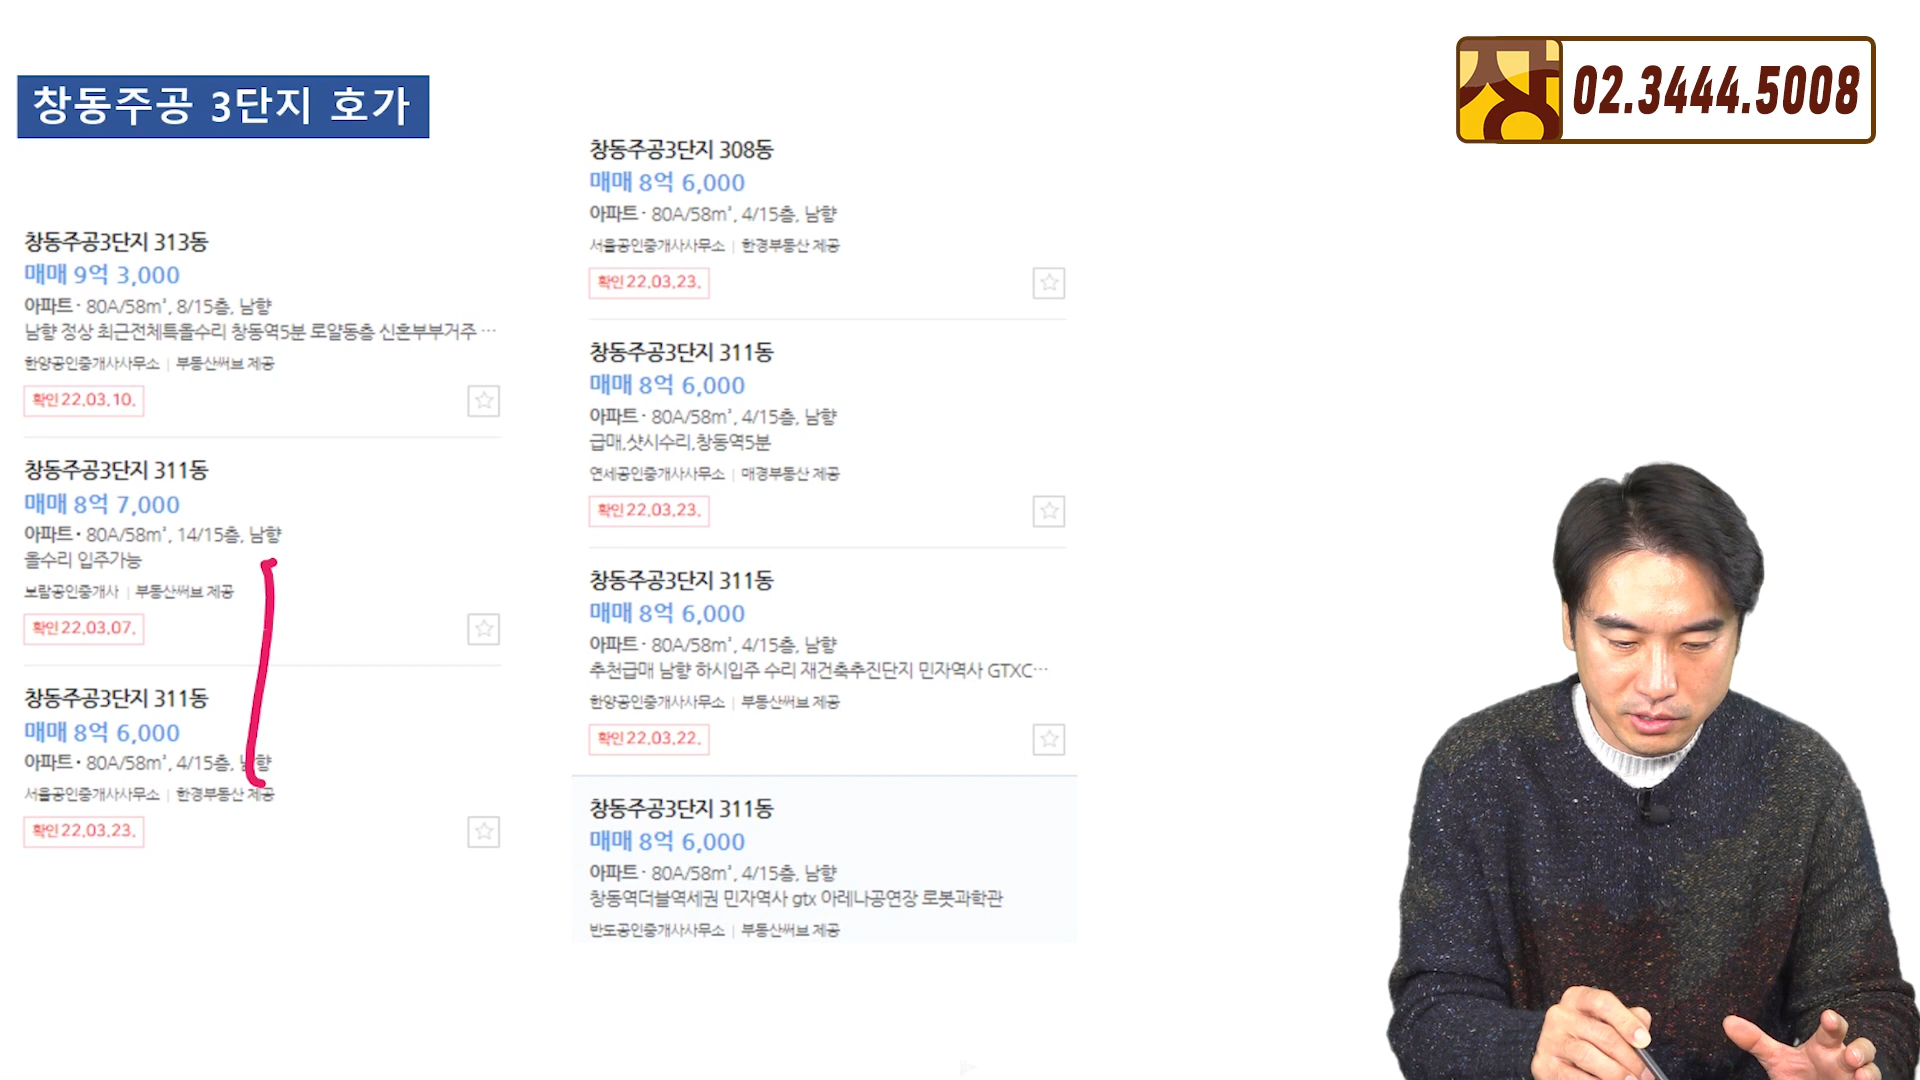 창동주공 3단지 호가
창동주공3단지 313동
매매 9억 3,000
아파트 · 80A/58m², 8/15층, 남향
남향 정상 최근전체특올수리 창동역5분 로얄동층 신혼부부거주 ···
한양공인중개사사무소 | 부동산써브 제공
확인 22.03.10.
창동주공3단지 311동
매매 8억 7,000
아파트 · 80A/58m², 14/15층, 남향
올수리 입주가능
보람공인중개사 | 부동산써브 제공
확인 22.03.07.
창동주공3단지 311동
매매 8억 6,000
아파트 · 80A/58m², 4/15층, 남향
서울공인중개사사무소 | 한경부동산 제공
확인 22.03.23.
창동주공3단지 308동
매매 8억 6,000
아파트 · 80A/58m², 4/15층, 남향
서울공인중개사사무소 | 한경부동산 제공
확인 22.03.23.
창동주공3단지 311동
매매 8억 6,000
아파트 · 80A/58m², 4/15층, 남향
급매,샷시수리,창동역5분
연세공인중개사사무소 | 매경부동산 제공
확인 22.03.23.
창동주공3단지 311동
매매 8억 6,000
아파트 · 80A/58m², 4/15층, 남향
추천급매 남향 하시입주 수리 재건축추진단지 민자역사 GTXC···
한양공인중개사사무소 | 부동산써브 제공
확인 22.03.22.
창동주공3단지 311동
매매 8억 6,000
아파트 · 80A/58m², 4/15층, 남향
창동역더블역세권 민자역사 gtx 아레나공연장 로봇과학관
반도공인중개사사무소 | 부동산써브 제공
상 02.3444.5008